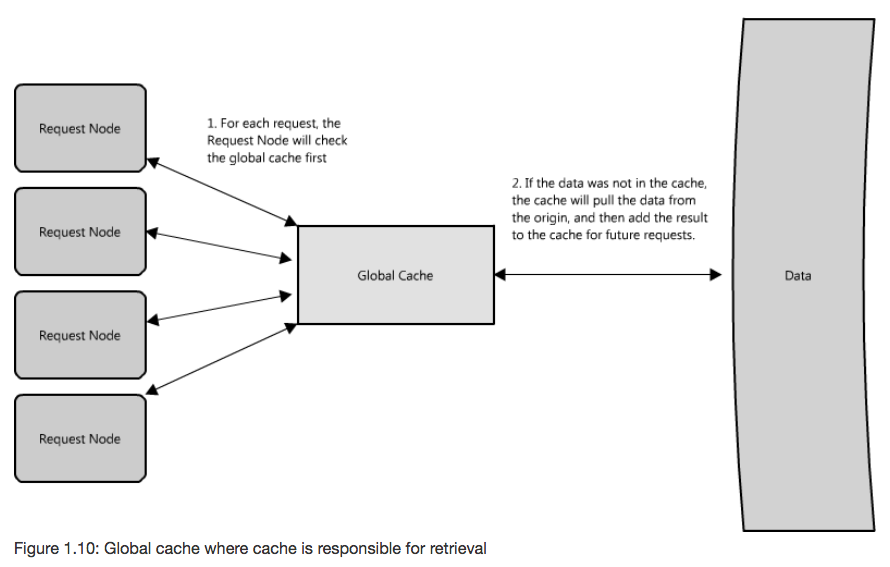 Request Node
1. For each request, the
Request Node will check
the global cache first
2. If the data was not in the cache,
the cache will pull the data from
the origin, and then add the result
to the cache for future requests.
Request Node
Global Cache
Data
Request Node
Request Node
Figure 1.10: Global cache where cache is responsible for retrieval